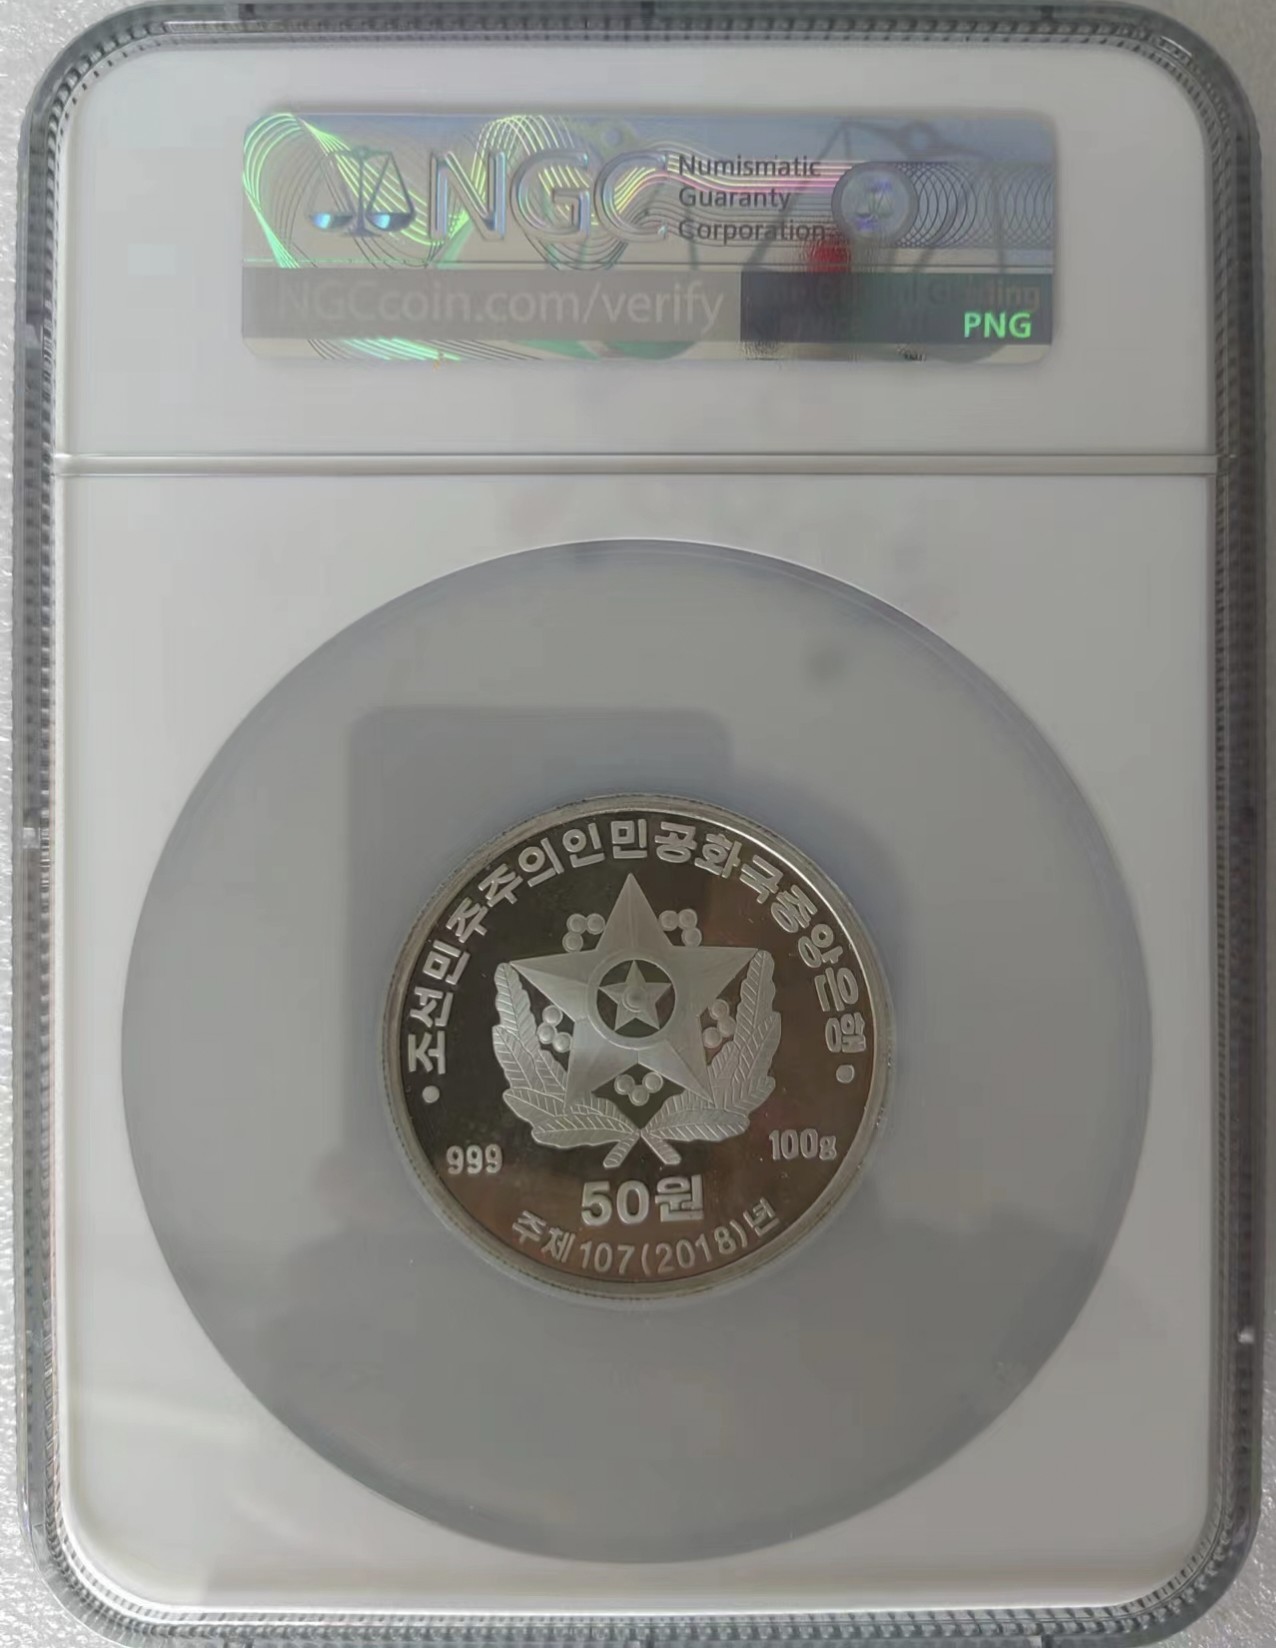 NGC
Numismatic
Guaranty
Corporation
NGCcoin.com/verify
PNG
조선민주주의인민공화국중앙은행
999
100g
50원
주체107(2018)년